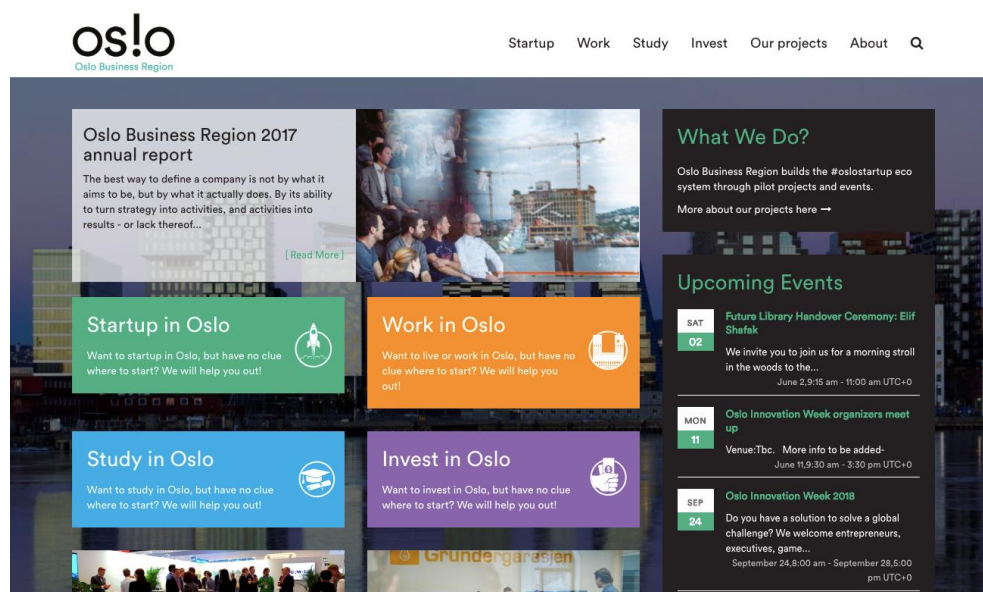 os!o
Oslo Business Region
Startup Work Study Invest Our projects About
Oslo Business Region 2017
annual report
The best way to define a company is not by what it
aims to be, but by what it actually does. By its ability
to turn strategy into activities, and activities into
results - or lack thereof...
[ Read More ]
Startup in Oslo
Want to startup in Oslo, but have no clue
where to start? We will help you out!
Work in Oslo
Want to live or work in Oslo, but have no
clue where to start? We will help you
out!
Study in Oslo
Want to study in Oslo, but have no clue
where to start? We will help you out!
Invest in Oslo
Want to invest in Oslo, but have no clue
where to start? We will help you out!
Gründergarasjen
What We Do?
Oslo Business Region builds the #oslostartup eco
system through pilot projects and events.
More about our projects here →
Upcoming Events
SAT
02
Future Library Handover Ceremony: Elif
Shafak
We invite you to join us for a morning stroll
in the woods to the...
June 2,9:15 am - 11:00 am UTC+0
MON
11
Oslo Innovation Week organizers meet
up
Venue:Tbc. More info to be added-
June 11,9:30 am - 3:30 pm UTC+0
SEP
24
Oslo Innovation Week 2018
Do you have a solution to solve a global
challenge? We welcome entrepreneurs,
executives, game...
September 24,8:00 am - September 28,5:00
pm UTC+0